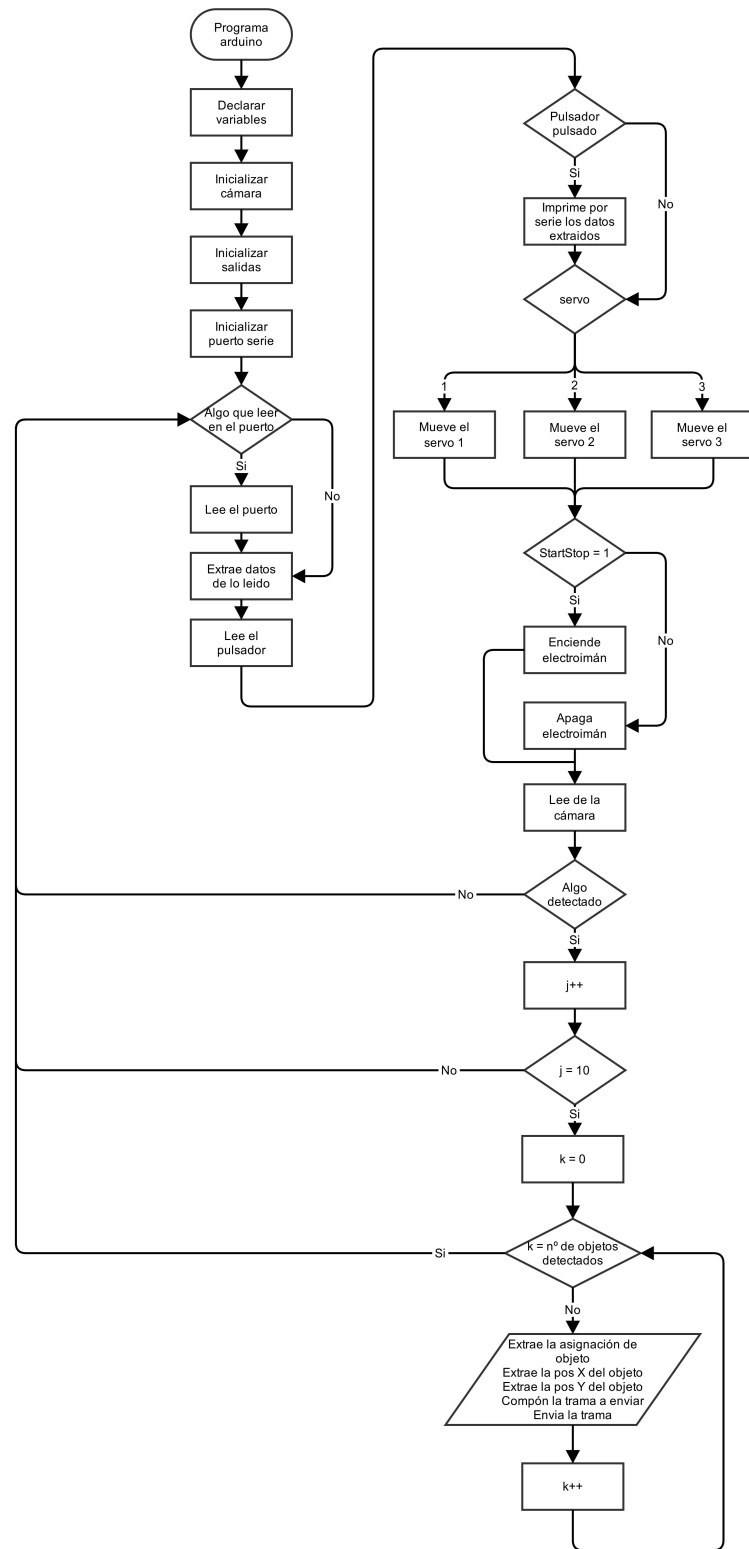 Programa
arduino
Declarar
variables
Inicializar
cámara
Inicializar
salidas
Inicializar
puerto serie
Algo que leer
en el puerto
Si
No
Lee el puerto
Extrae datos
de lo leido
Lee el
pulsador
Pulsador
pulsado
Si
No
Imprime por
serie los datos
extraidos
servo
1
2
3
Mueve el
servo 1
Mueve el
servo 2
Mueve el
servo 3
StartStop = 1
Si
No
Enciende
electroimán
Apaga
electroimán
Lee de la
cámara
Algo
detectado
No
Si
j++
j = 10
No
Si
k = 0
k = nº de objetos
detectados
Si
No
Extrae la asignación de
objeto
Extrae la pos X del objeto
Extrae la pos Y del objeto
Compón la trama a enviar
Envia la trama
k++